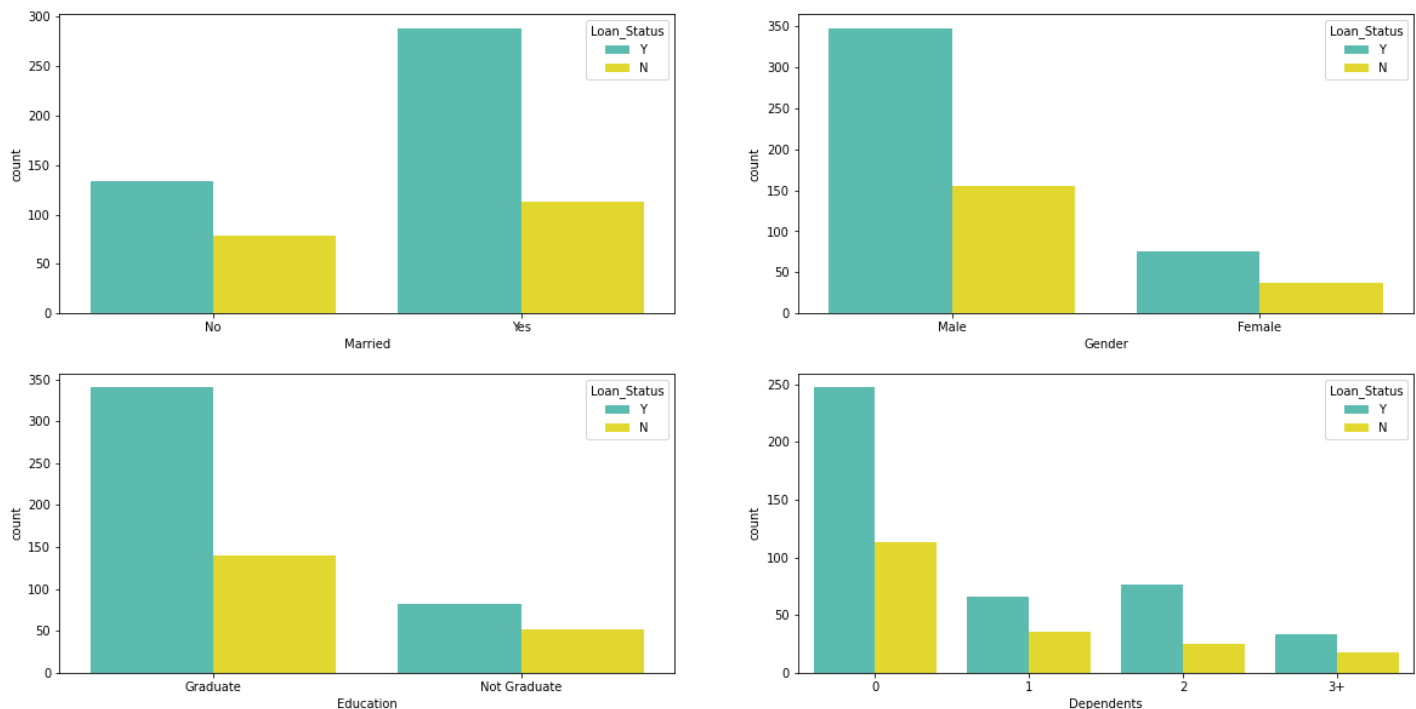 300
250
200
150
100
50
0
count
No
Yes
Married
Loan_Status
Y
N
350
300
250
200
150
100
50
0
count
Male
Female
Gender
Loan_Status
Y
N
350
300
250
200
150
100
50
0
count
Graduate
Not Graduate
Education
Loan_Status
Y
N
250
200
150
100
50
0
count
0
1
2
3+
Dependents
Loan_Status
Y
N